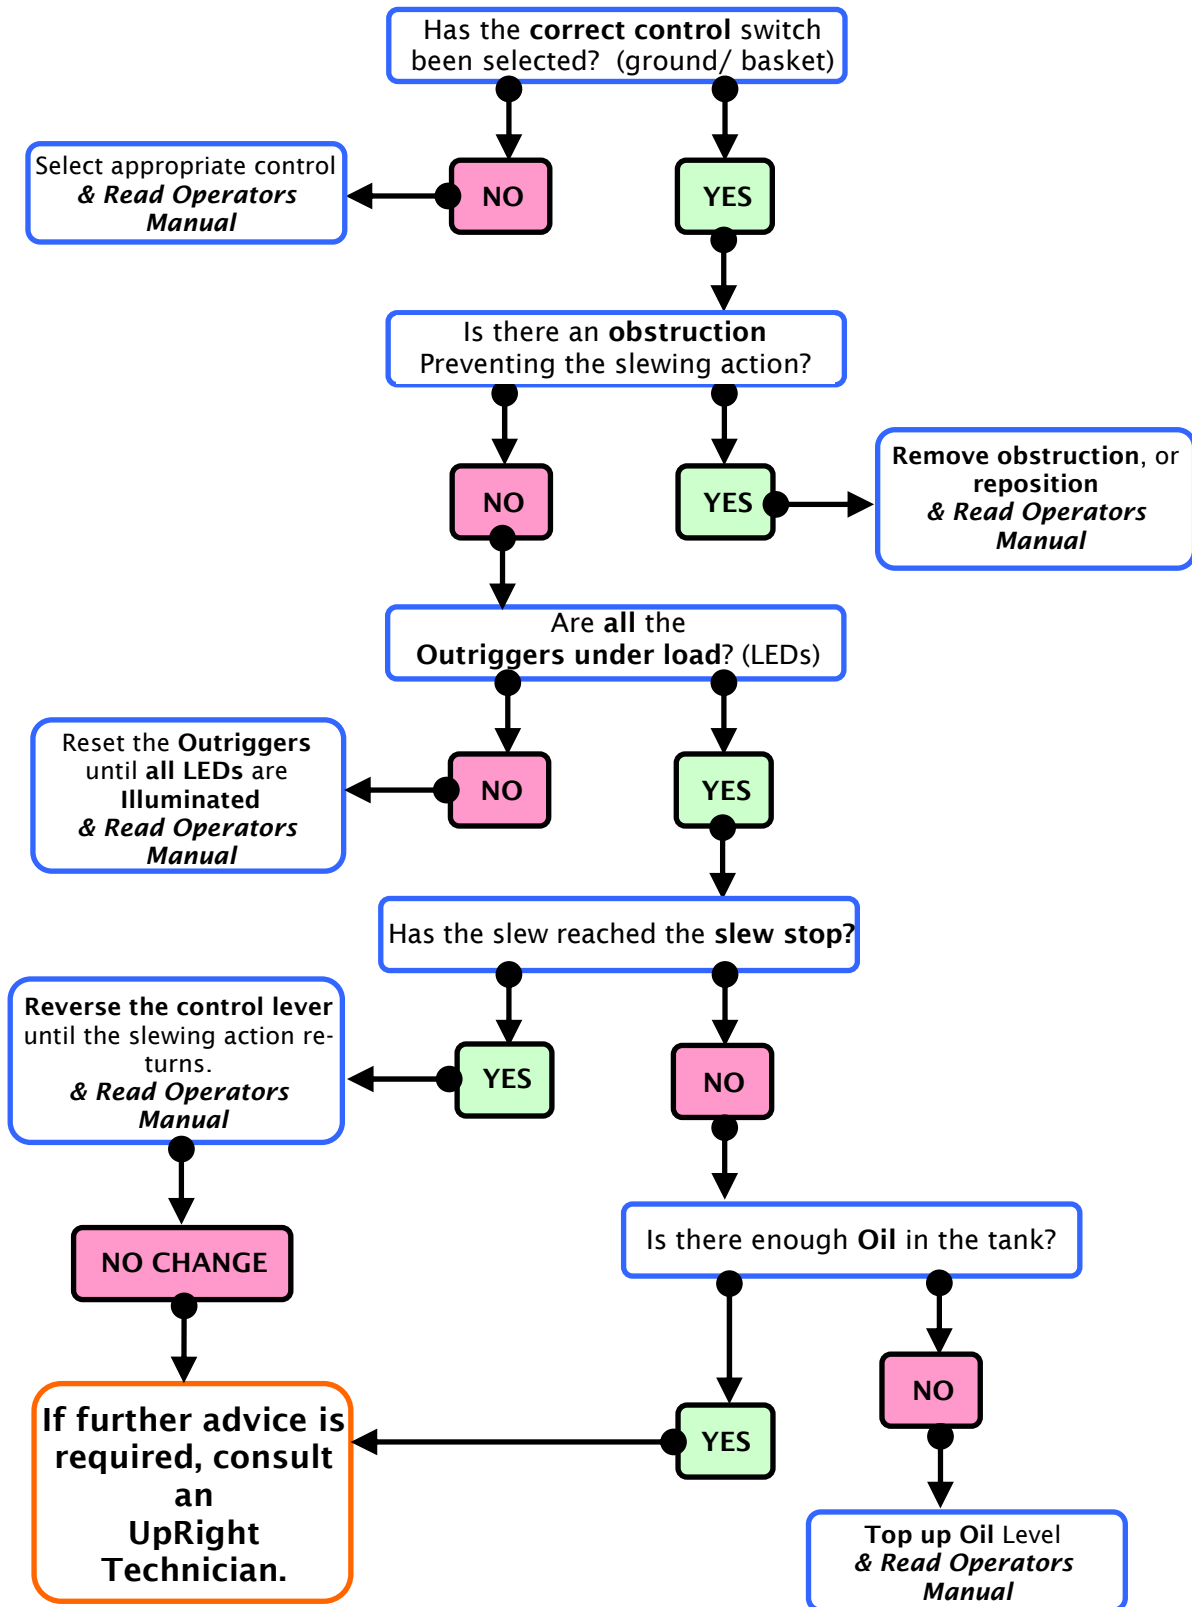 Has the correct control switch
been selected?  (ground/ basket)
NO
YES
Select appropriate control
& Read Operators
Manual
Is there an obstruction
Preventing the slewing action?
NO
YES
Remove obstruction, or
reposition
& Read Operators
Manual
Are all the
Outriggers under load? (LEDs)
NO
YES
Reset the Outriggers
until all LEDs are
Illuminated
& Read Operators
Manual
Has the slew reached the slew stop?
YES
NO
Reverse the control lever
until the slewing action re-
turns.
& Read Operators
Manual
NO CHANGE
Is there enough Oil in the tank?
YES
NO
If further advice is
required, consult
an
UpRight
Technician.
Top up Oil Level
& Read Operators
Manual